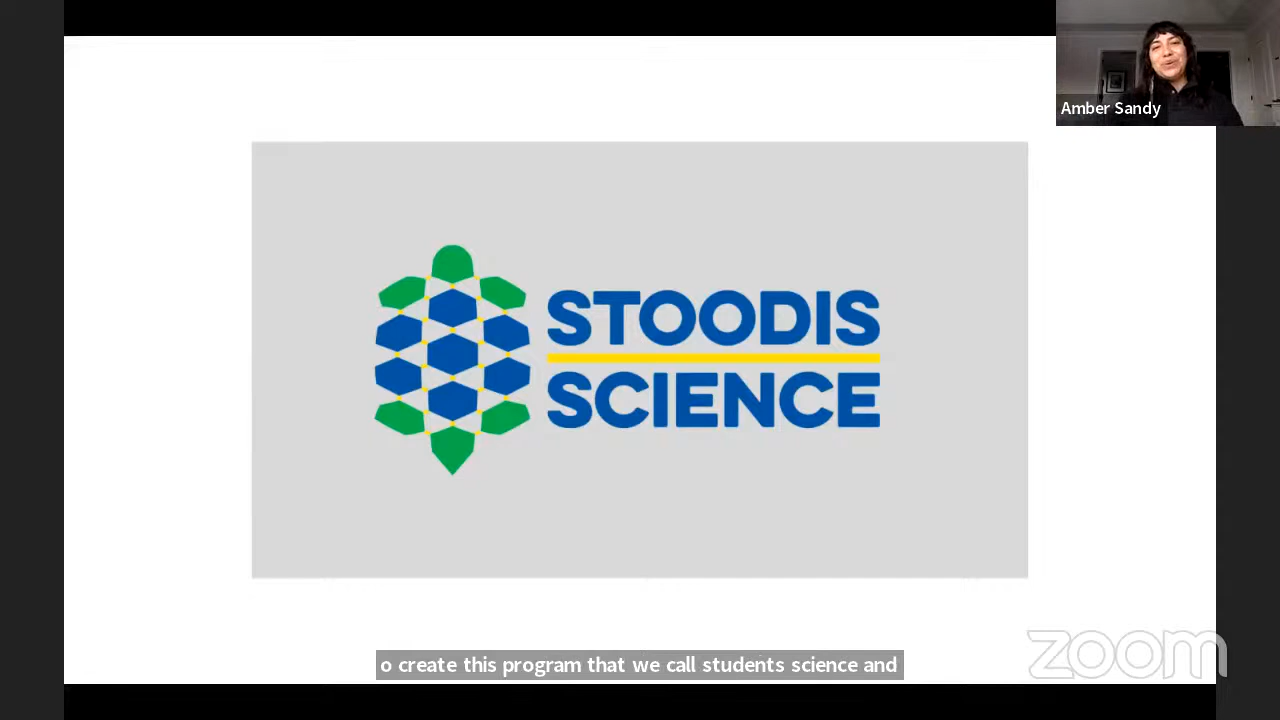 Amber Sandy
STOODIS
SCIENCE
o create this program that we call students science and
zoom